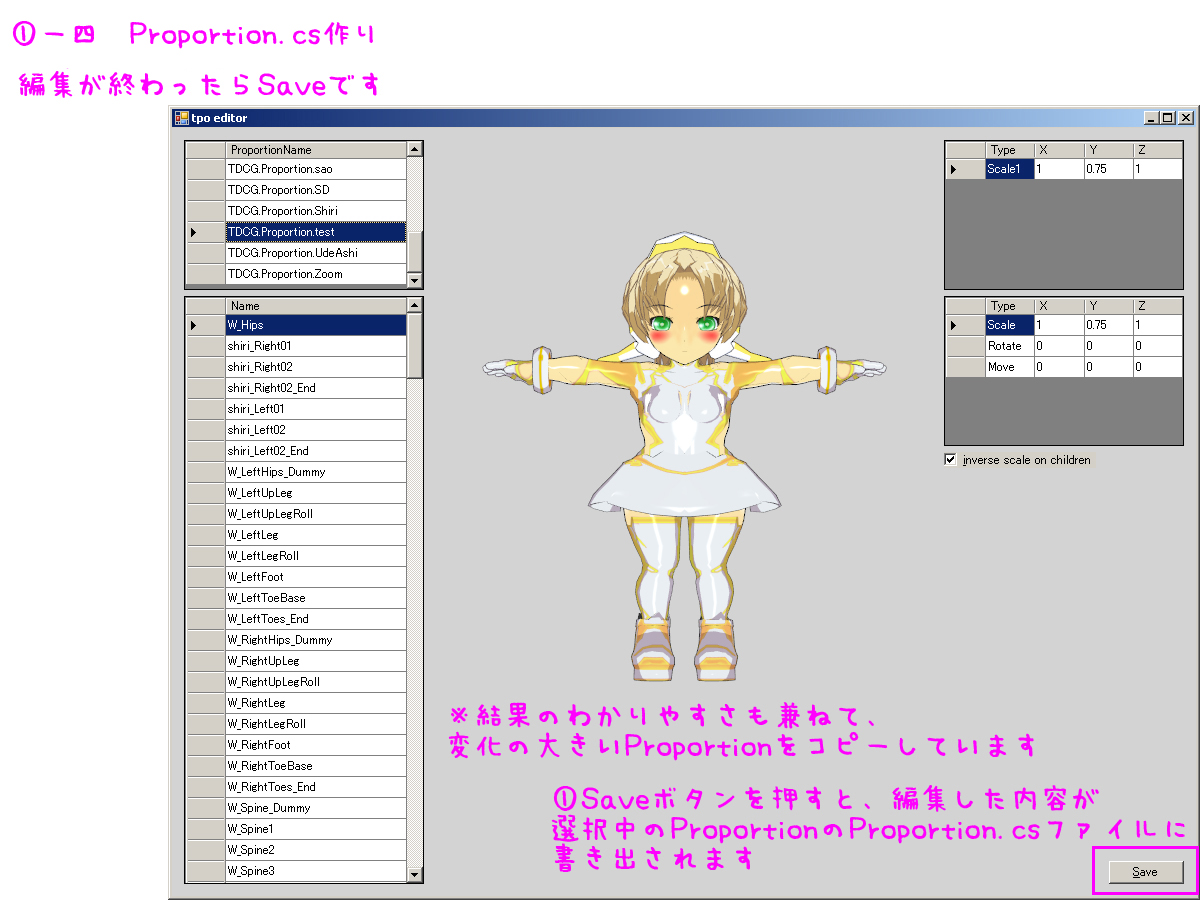 ①ー四　Proportion.cs作り
編集が終わったらSaveです
tpo editor
ProportionName
TDCG.Proportion.sao
TDCG.Proportion.SD
TDCG.Proportion.Shiri
TDCG.Proportion.test
TDCG.Proportion.UdeAshi
TDCG.Proportion.Zoom
Name
W_Hips
shiri_Right01
shiri_Right02
shiri_Right02_End
shiri_Left01
shiri_Left02
shiri_Left02_End
W_LeftHips_Dummy
W_LeftUpLeg
W_LeftUpLegRoll
W_LeftLeg
W_LeftLegRoll
W_LeftFoot
W_LeftToeBase
W_LeftToes_End
W_RightHips_Dummy
W_RightUpLeg
W_RightUpLegRoll
W_RightLeg
W_RightLegRoll
W_RightFoot
W_RightToeBase
W_RightToes_End
W_Spine_Dummy
W_Spine1
W_Spine2
W_Spine3
Type X Y Z
Scale1 1 0.75 1
Type X Y Z
Scale 1 0.75 1
Rotate 0 0 0
Move 0 0 0
inverse scale on children
※結果のわかりやすさも兼ねて、
変化の大きいProportionをコピーしています
①Saveボタンを押すと、編集した内容が
選択中のProportionのProportion.csファイルに
書き出されます
Save